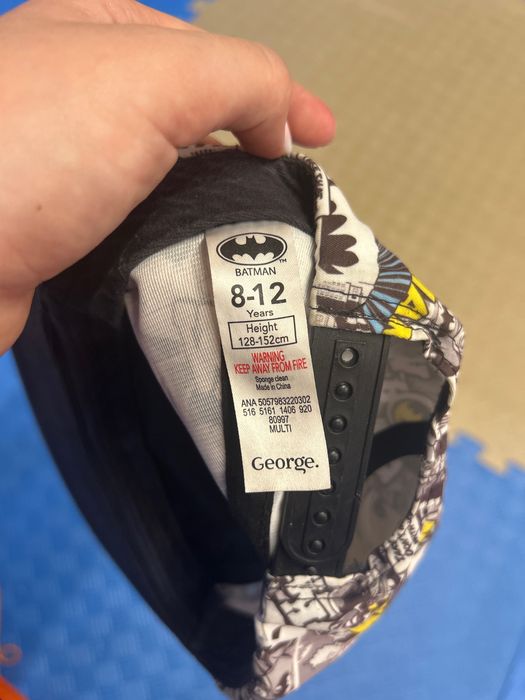 TM
BATMAN
8-12
Years
Height
128-152cm
WARNING
KEEP AWAY FROM FIRE
Sponge clean
Made in China
ANA 5057983220302
516 5161 1406 920
80997
MULTI
George.